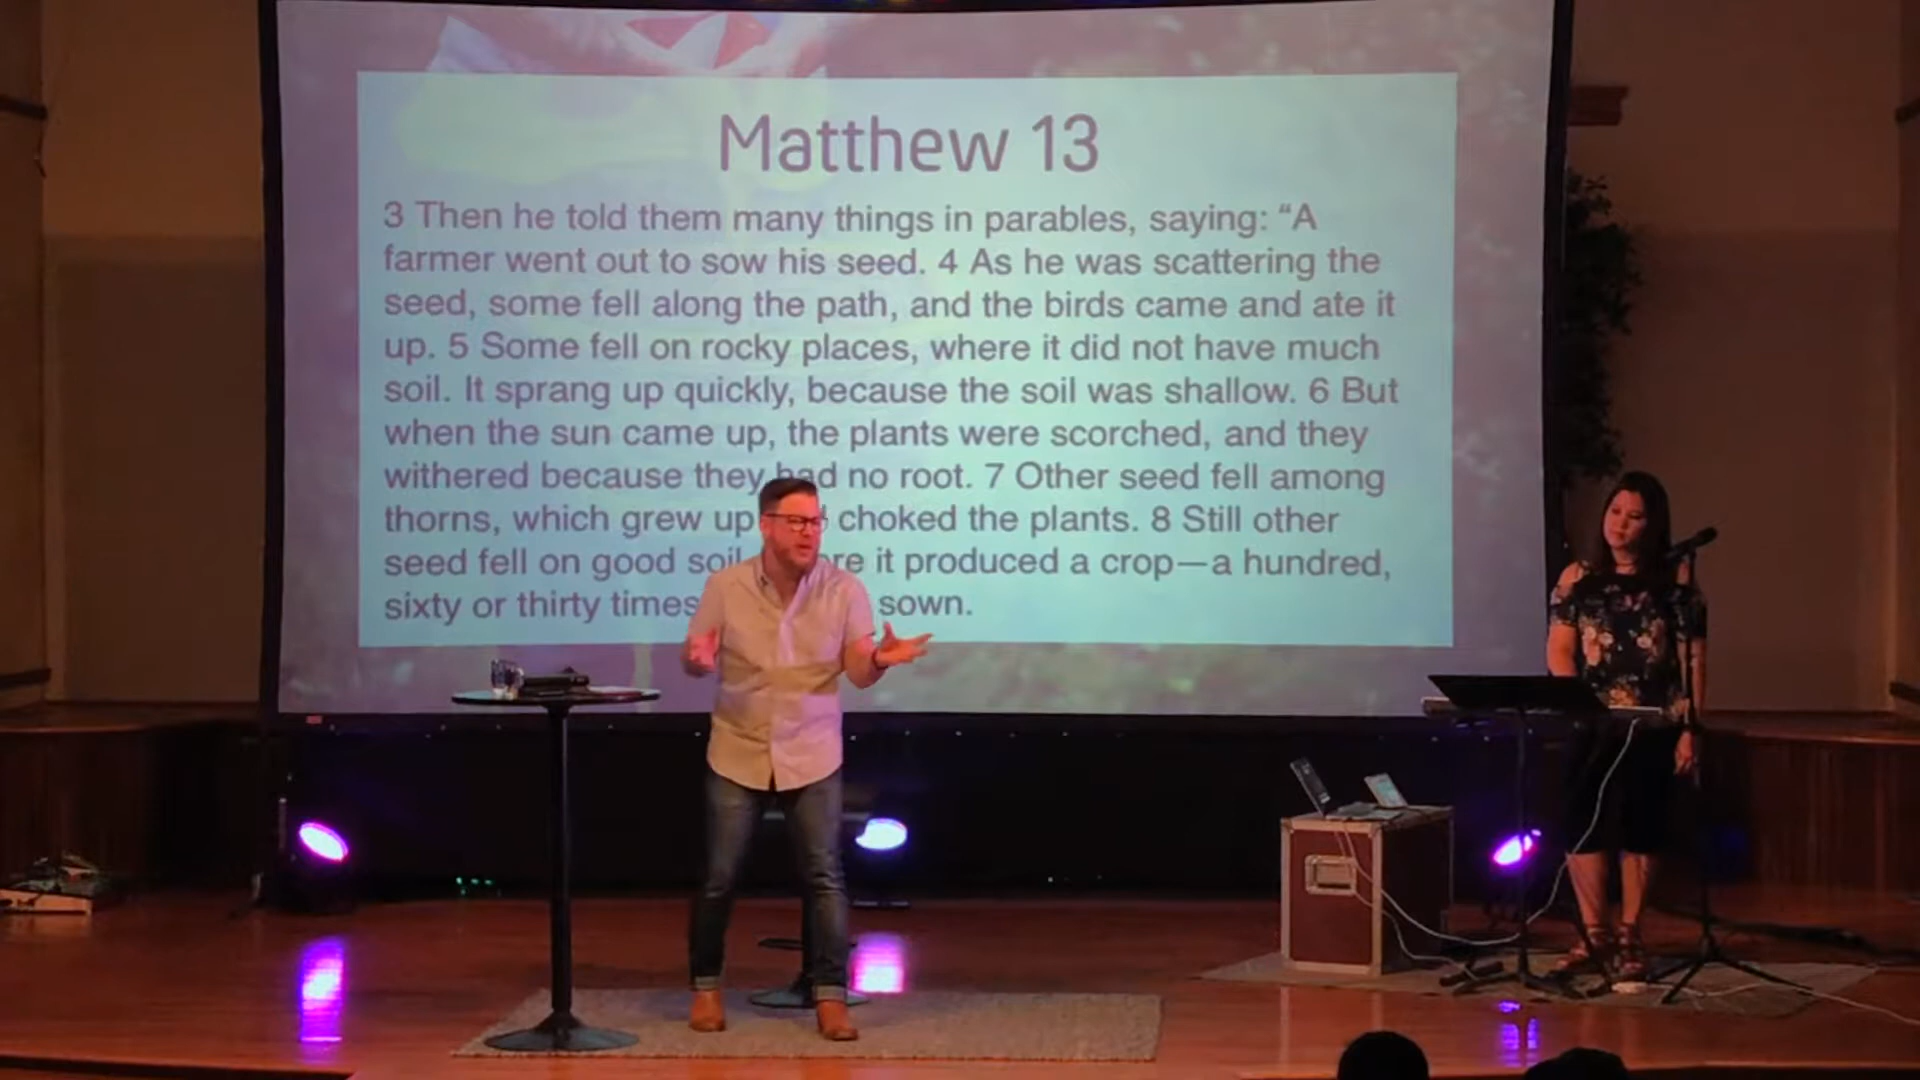 Matthew 13
3 Then he told them many things in parables, saying: “A
farmer went out to sow his seed. 4 As he was scattering the
seed, some fell along the path, and the birds came and ate it
up. 5 Some fell on rocky places, where it did not have much
soil. It sprang up quickly, because the soil was shallow. 6 But
when the sun came up, the plants were scorched, and they
withered because they had no root. 7 Other seed fell among
thorns, which grew up choked the plants. 8 Still other
seed fell on good soil it produced a crop—a hundred,
sixty or thirty times sown.